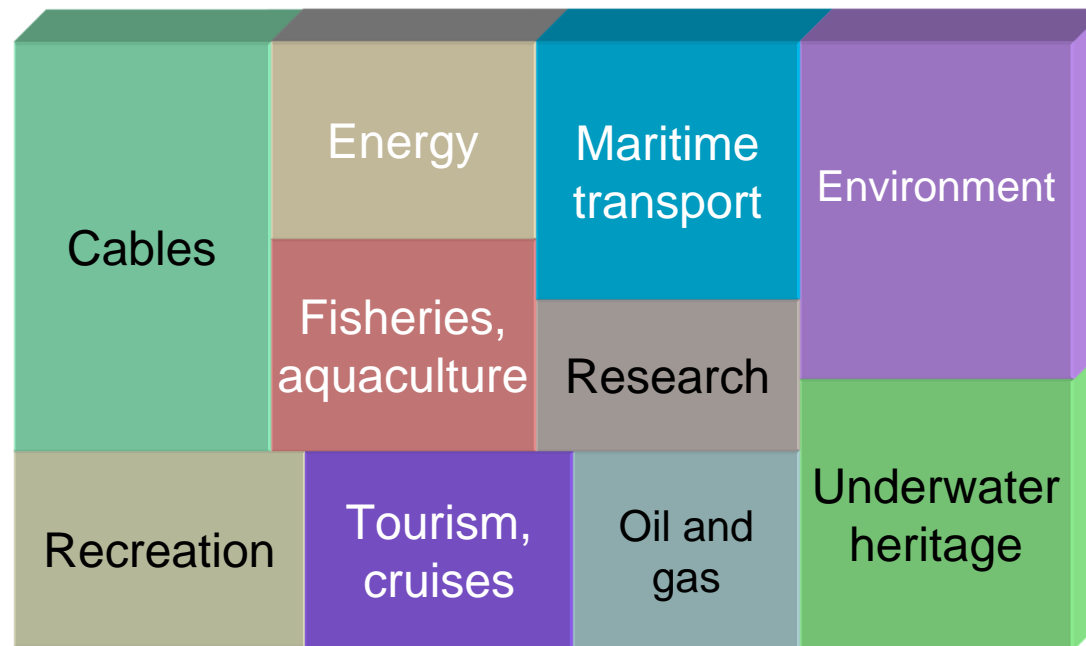 Cables
Energy
Maritime
transport
Environment
Fisheries,
aquaculture
Research
Recreation
Tourism,
cruises
Oil and
gas
Underwater
heritage